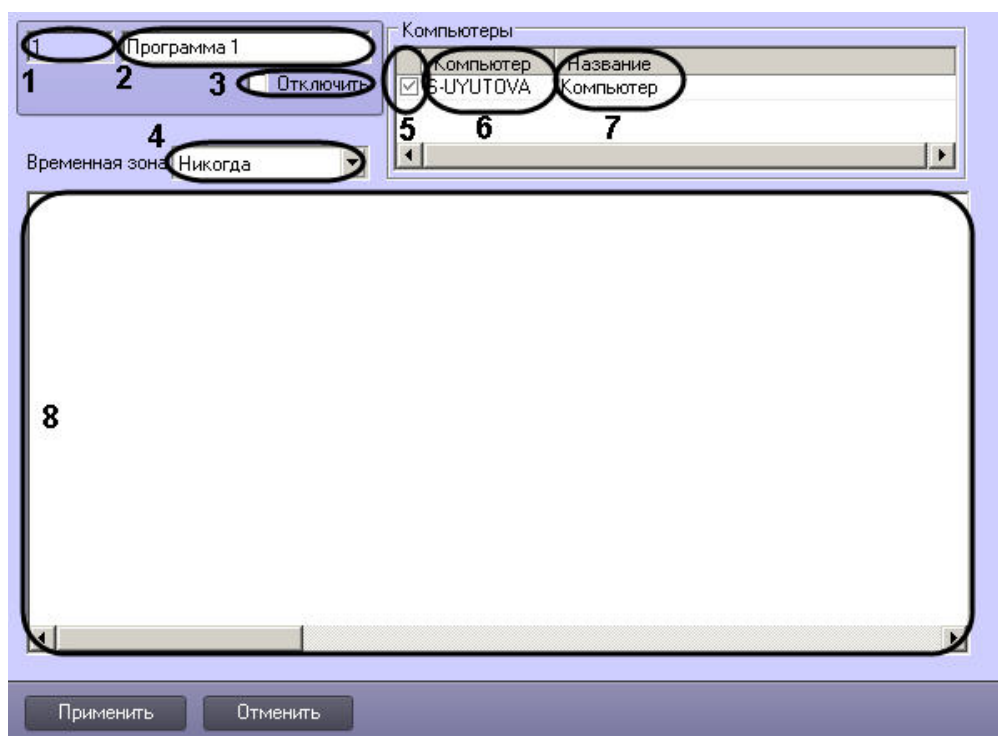 Компьютеры
1 Программа 1
Компьютер Название
1 2 3 Отключить
S-UYUTOVA Компьютер
5 6 7
4
Временная зона Никогда
8
Применить Отменить